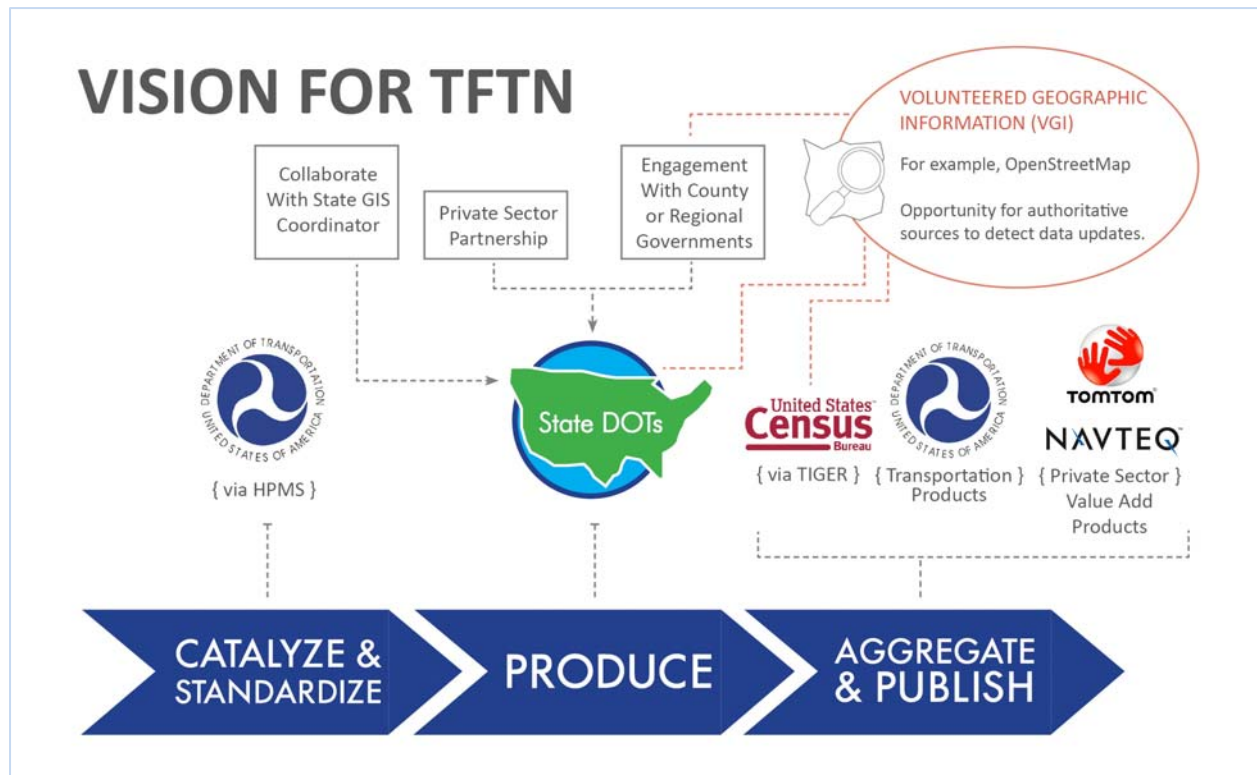 VISION FOR TFTN
VOLUNTEERED GEOGRAPHIC
INFORMATION (VGI)
For example, OpenStreetMap
Opportunity for authoritative
sources to detect data updates.
Collaborate
With State GIS
Coordinator
Private Sector
Partnership
Engagement
With County
or Regional
Governments
DEPARTMENT OF TRANSPORTATION
UNITED STATES OF AMERICA
{ via HPMS }
State DOTs
United States™
Census
Bureau
{ via TIGER }
DEPARTMENT OF TRANSPORTATION
UNITED STATES OF AMERICA
{ Transportation }
Products
TOMTOM®
NAVTEQ™
{ Private Sector }
Value Add
Products
CATALYZE &
STANDARDIZE
PRODUCE
AGGREGATE
& PUBLISH